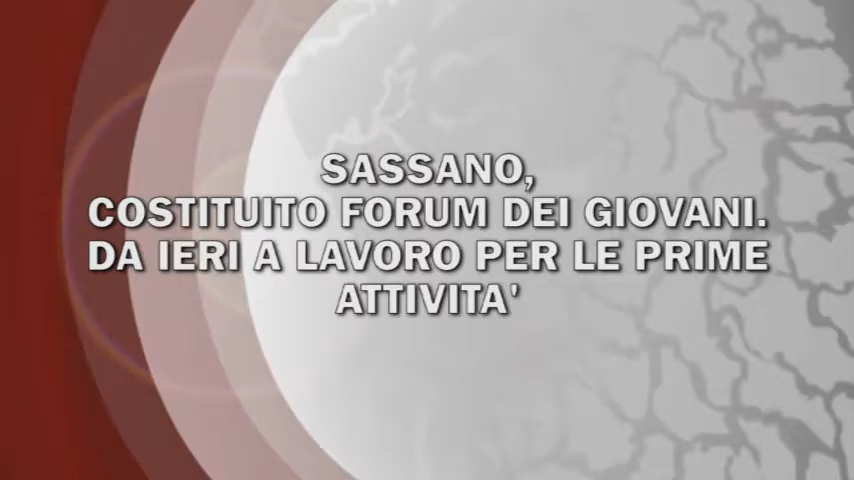 SASSANO,
COSTITUITO FORUM DEI GIOVANI.
DA IERI A LAVORO PER LE PRIME
ATTIVITA'